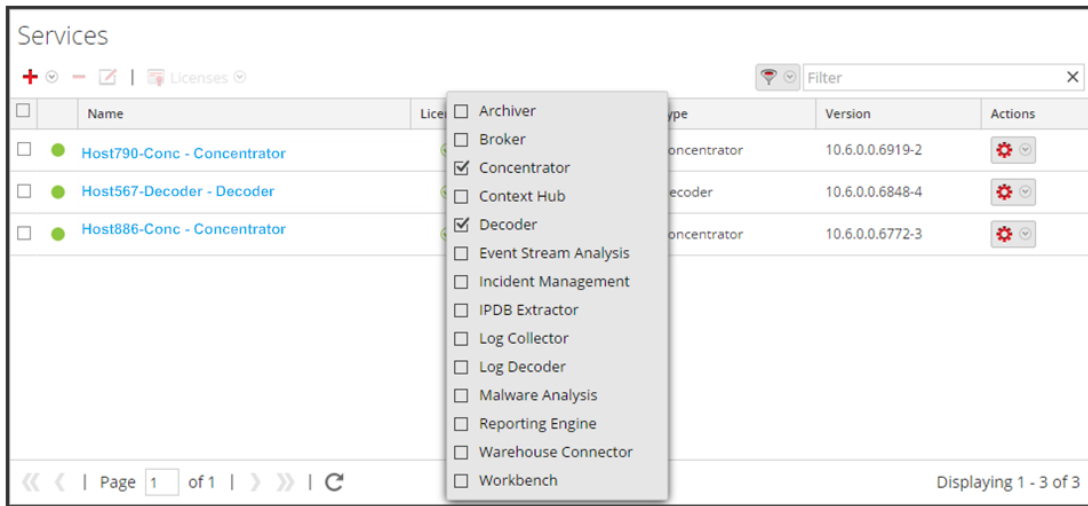 Services
Licenses
Filter
Name Licen ype Version Actions
Host790-Conc - Concentrator oncentrator 10.6.0.0.6919-2
Host567-Decoder - Decoder ecoder 10.6.0.0.6848-4
Host886-Conc - Concentrator oncentrator 10.6.0.0.6772-3
Archiver
Broker
Concentrator
Context Hub
Decoder
Event Stream Analysis
Incident Management
IPDB Extractor
Log Collector
Log Decoder
Malware Analysis
Reporting Engine
Warehouse Connector
Workbench
Page 1 of 1 Displaying 1 - 3 of 3